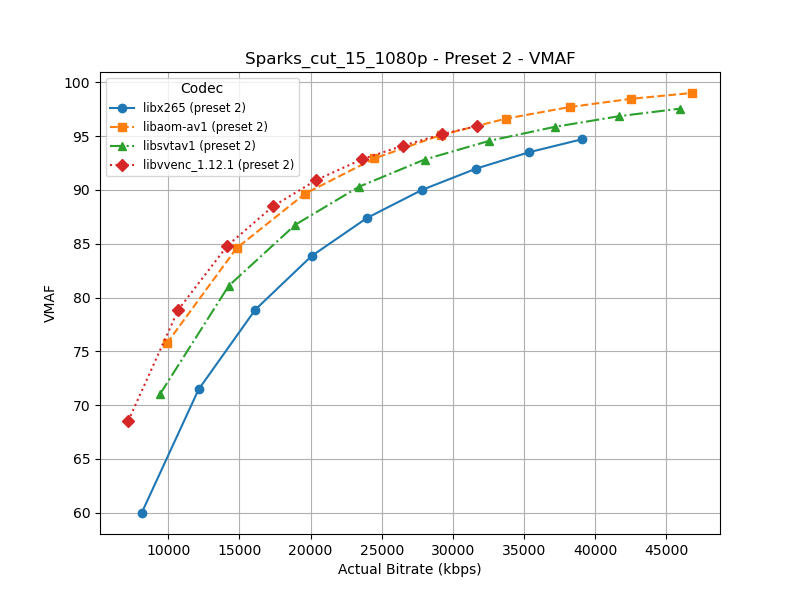 Sparks_cut_15_1080p - Preset 2 - VMAF
Codec
libx265 (preset 2)
libaom-av1 (preset 2)
libsvtav1 (preset 2)
libvvenc_1.12.1 (preset 2)
VMAF
100
95
90
85
80
75
70
65
60
10000 15000 20000 25000 30000 35000 40000 45000
Actual Bitrate (kbps)